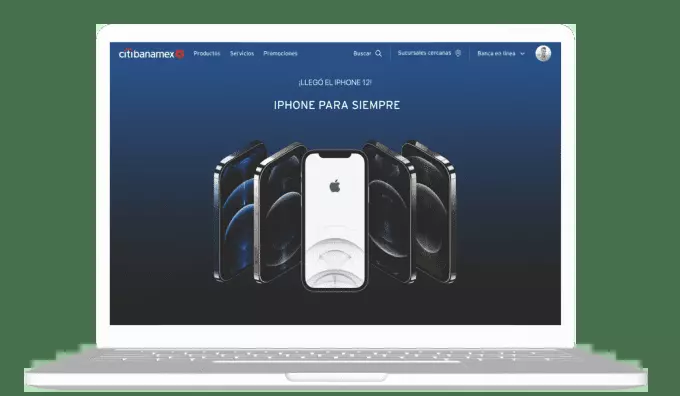 citibanamex Productos Servicios Promociones Buscar Sucursales cercanas Banca en línea
¡LLEGÓ EL IPHONE 12!
IPHONE PARA SIEMPRE